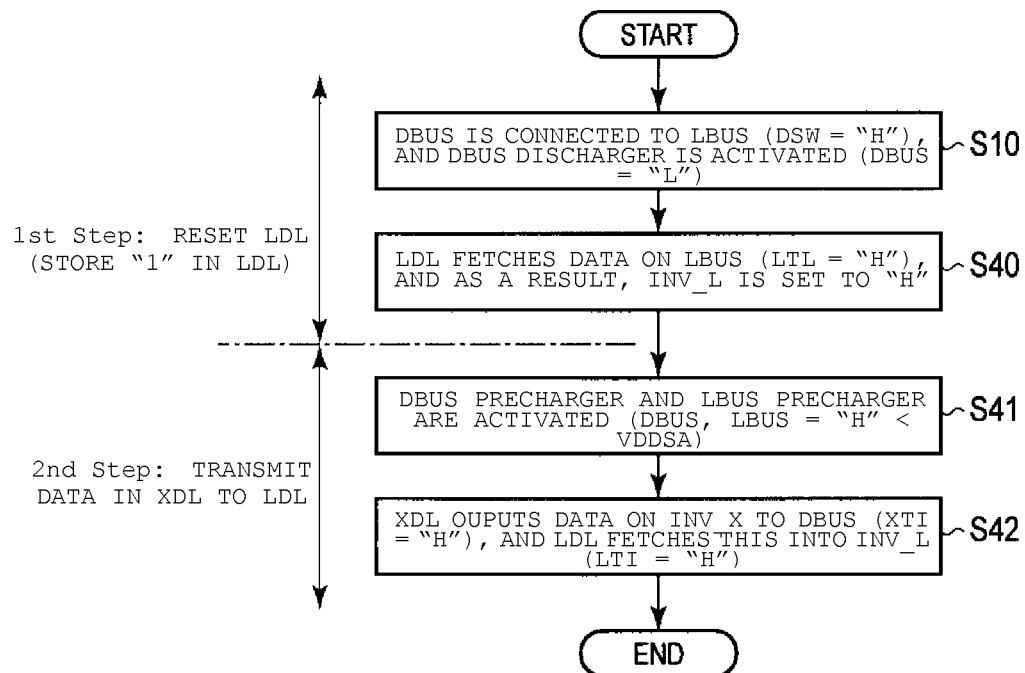 START
DBUS IS CONNECTED TO LBUS (DSW = “H”),
AND DBUS DISCHARGER IS ACTIVATED (DBUS
= “L”)
S10
1st Step: RESET LDL
(STORE “1” IN LDL)
LDL FETCHES DATA ON LBUS (LTL = “H”),
AND AS A RESULT, INV_L IS SET TO “H”
S40
DBUS PRECHARGER AND LBUS PRECHARGER
ARE ACTIVATED (DBUS, LBUS = “H” <
VDDSA)
S41
2nd Step: TRANSMIT
DATA IN XDL TO LDL
XDL OUPUTS DATA ON INV_X TO DBUS (XTI
= “H”), AND LDL FETCHES THIS INTO INV_L
(LTI = “H”)
S42
END